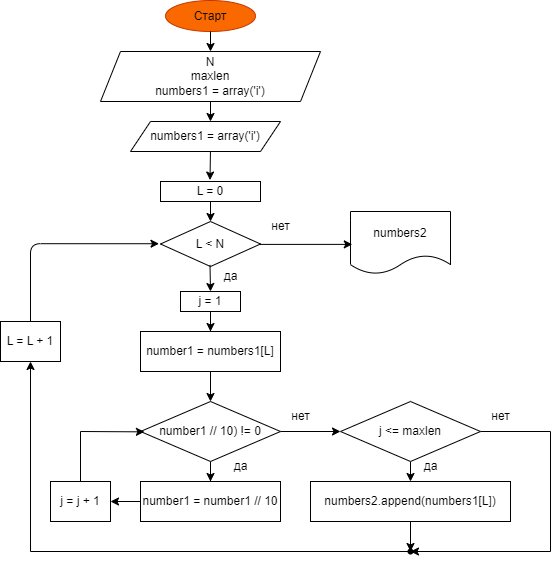 Старт
N
maxlen
numbers1 = array('i')
numbers1 = array('i')
L = 0
L < N
нет
numbers2
да
j = 1
L = L + 1
number1 = numbers1[L]
number1 // 10) != 0
нет
j <= maxlen
нет
да
да
j = j + 1
number1 = number1 // 10
numbers2.append(numbers1[L])